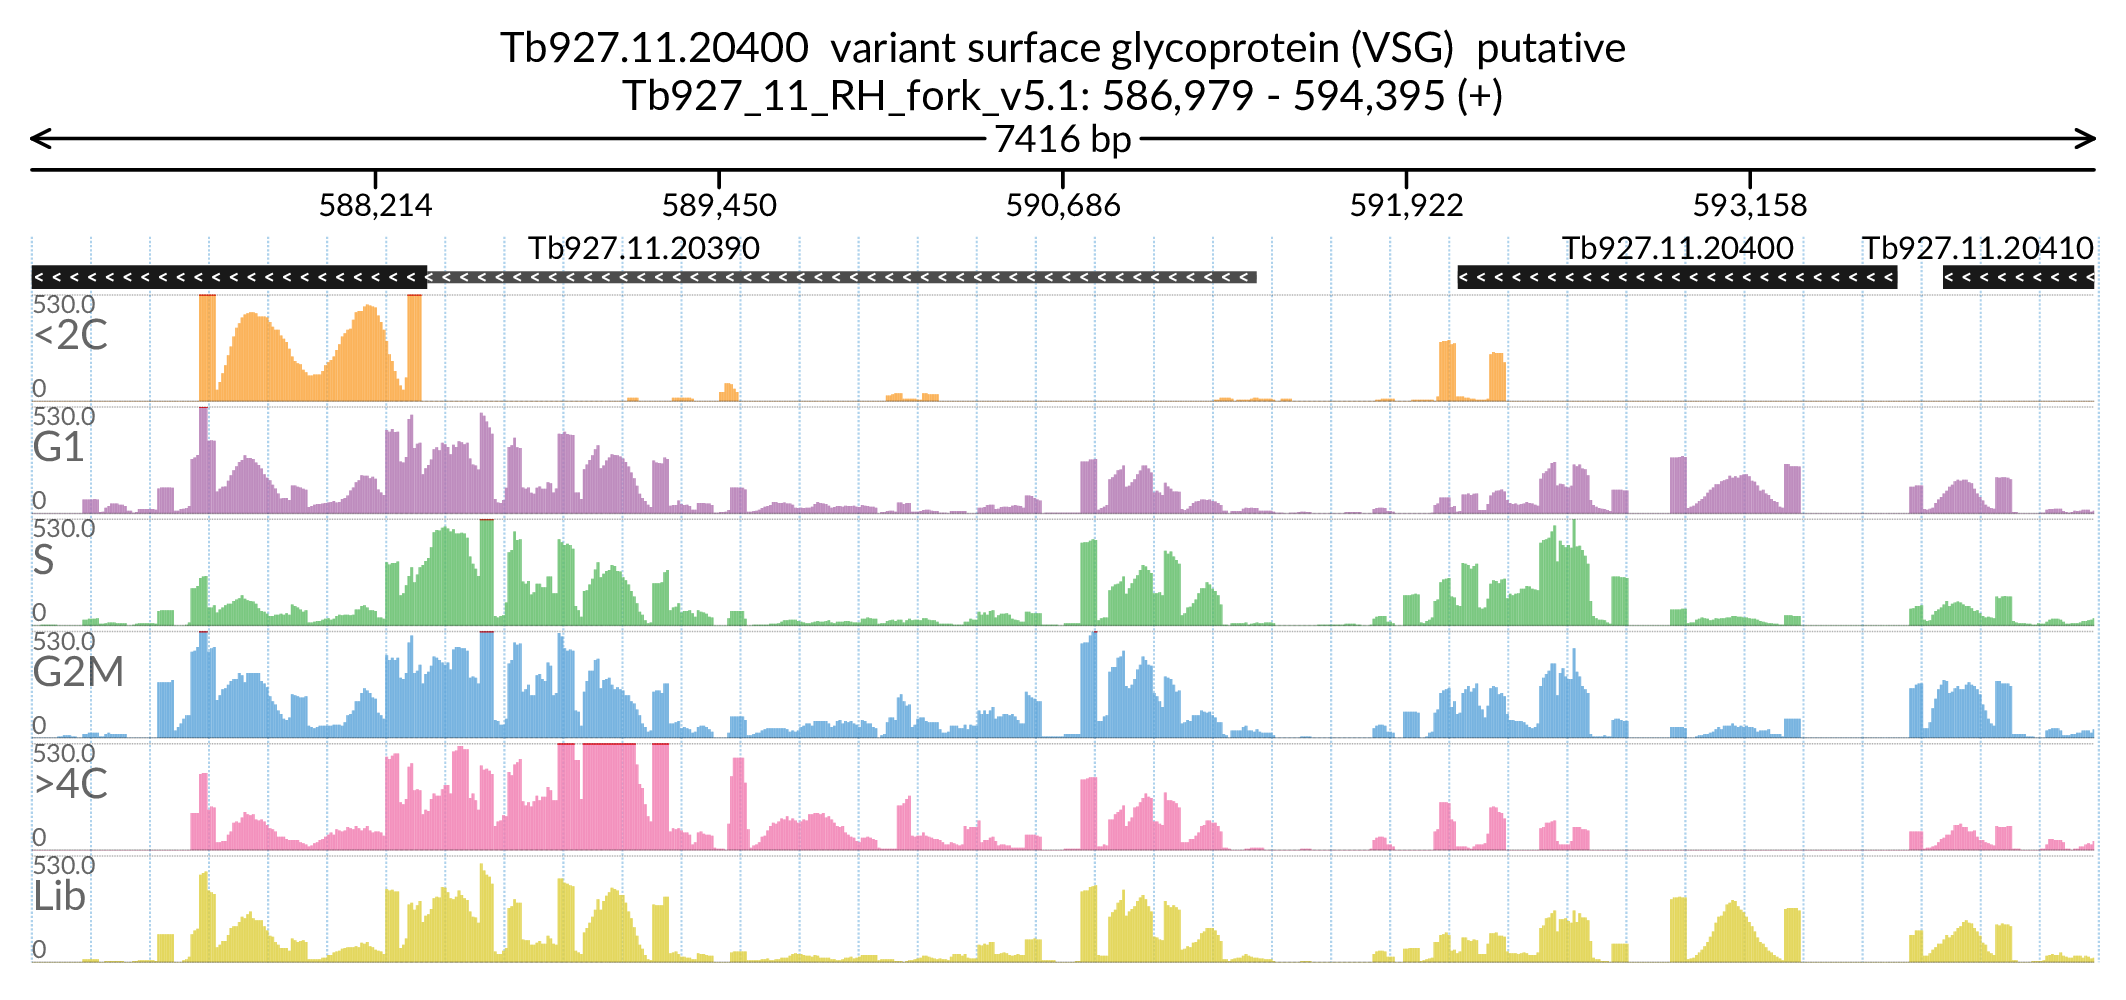 Tb927.11.20400  variant surface glycoprotein (VSG)  putative
Tb927_11_RH_fork_v5.1: 586,979 - 594,395 (+)
7416 bp
588,214 589,450 590,686 591,922 593,158
Tb927.11.20390 Tb927.11.20400 Tb927.11.20410
530.0
<2C
0
530.0
G1
0
530.0
S
0
530.0
G2M
0
530.0
>4C
0
530.0
Lib
0